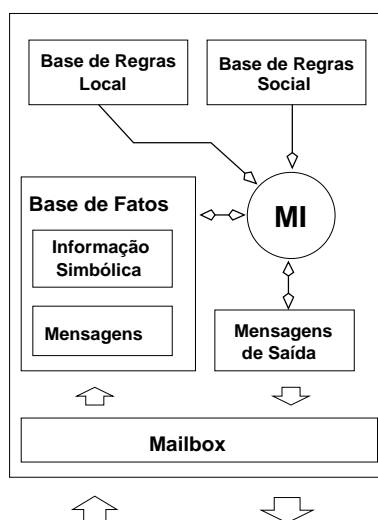 Base de Regras
Local
Base de Regras
Social
Base de Fatos
MI
Informação
Simbólica
Mensagens
Mensagens
de Saída
Mailbox